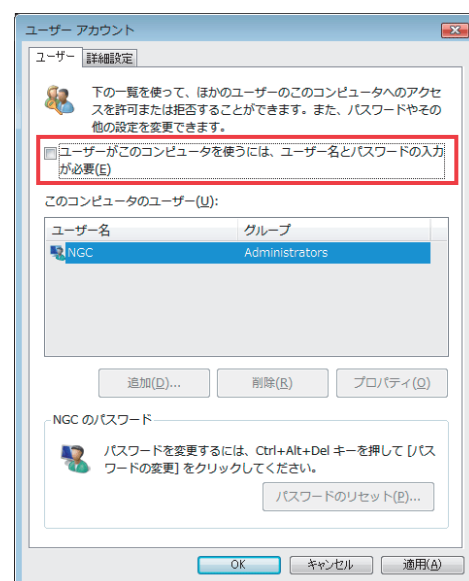 ユーザー アカウント
ユーザー 詳細設定
下の一覧を使って、ほかのユーザーのこのコンピュータへのアクセ
スを許可または拒否することができます。また、パスワードやその
他の設定を変更できます。
ユーザーがこのコンピュータを使うには、ユーザー名とパスワードの入力
が必要(E)
このコンピュータのユーザー(U):
ユーザー名 グループ
NGC Administrators
追加(D)... 削除(R) プロパティ(O)
NGC のパスワード
パスワードを変更するには、Ctrl+Alt+Del キーを押して [パス
ワードの変更] をクリックしてください。
パスワードのリセット(P)...
OK キャンセル 適用(A)